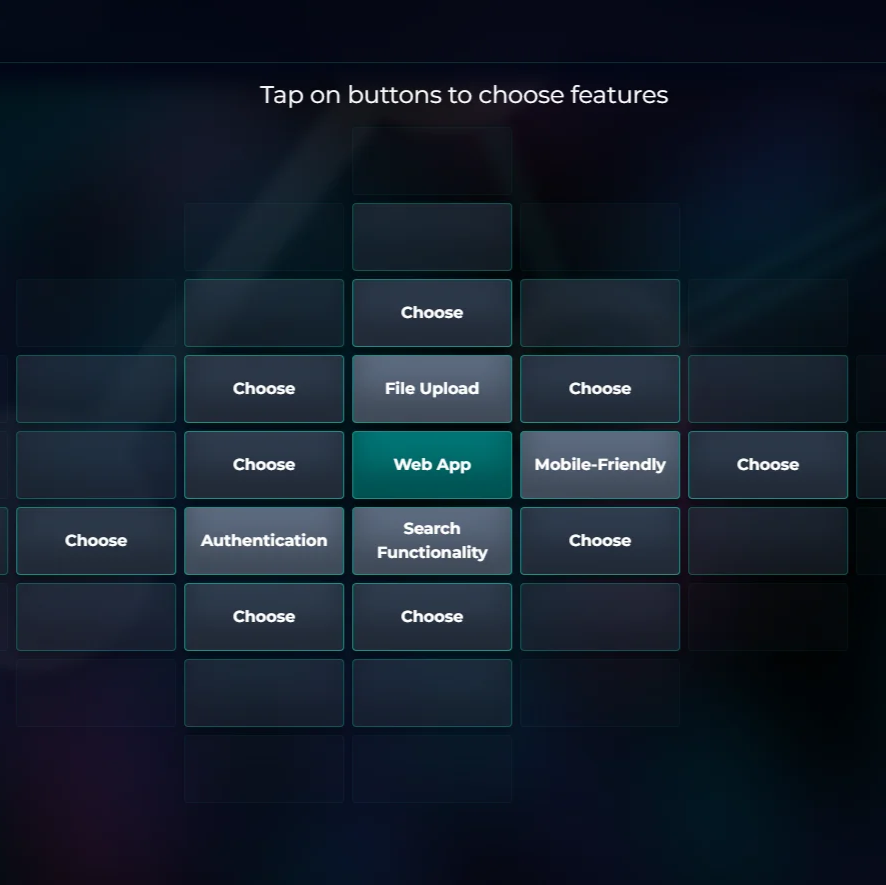 Tap on buttons to choose features
Choose
Choose
File Upload
Choose
Choose
Web App
Mobile-Friendly
Choose
Choose
Authentication
Search
Functionality
Choose
Choose
Choose